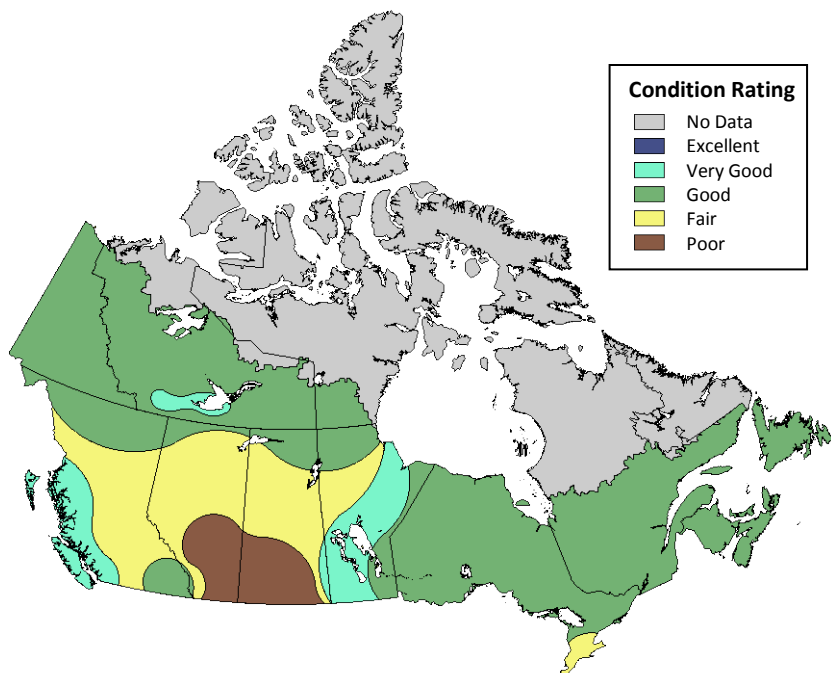 Condition Rating
No Data
Excellent
Very Good
Good
Fair
Poor